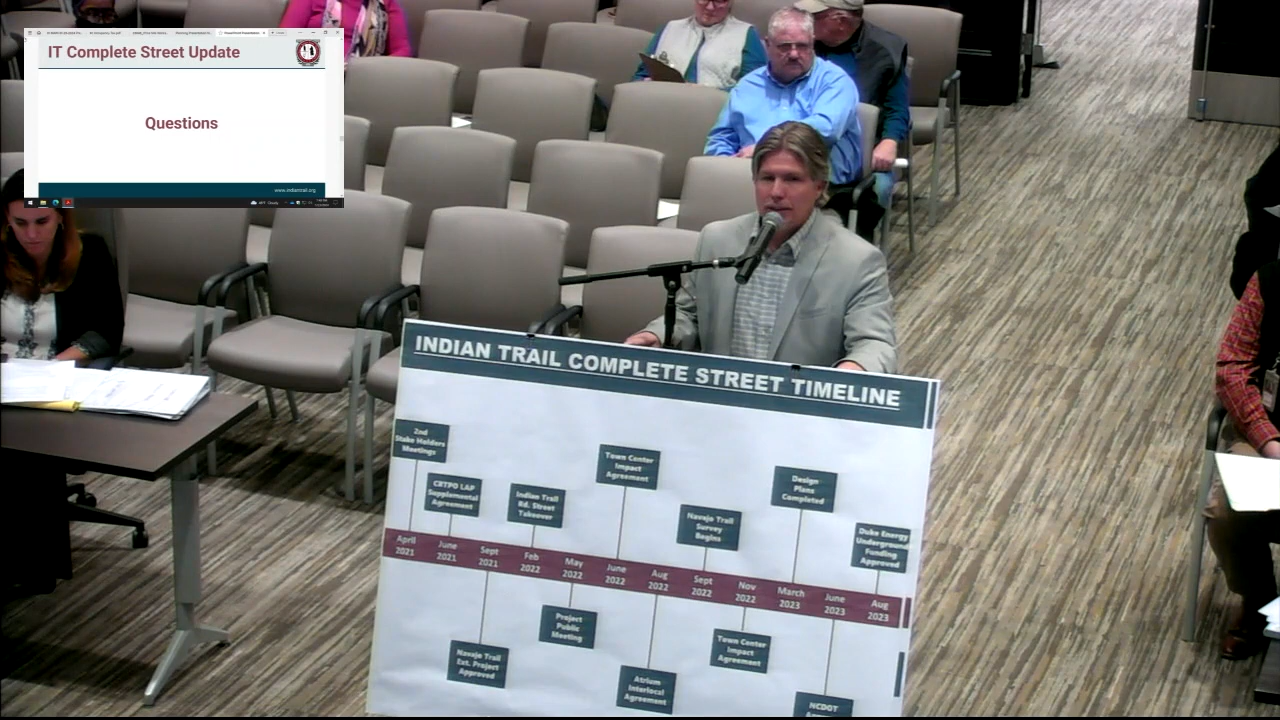 IT Complete Street Update
Questions
www.indiantrail.org
INDIAN TRAIL COMPLETE STREET TIMELINE
2nd
Stake Holders
Meetings
CRTPO LAP
Supplemental
Agreement
Indian Trail
Rd. Street
Takeover
Town Center
Impact
Agreement
Navajo Trail
Survey
Begins
Design
Plans
Completed
Duke Energy
Underground
Funding
Approved
April
2021
June
2021
Sept
2021
Feb
2022
May
2022
June
2022
Aug
2022
Sept
2022
Nov
2022
March
2023
June
2023
Aug
2023
Navajo Trail
Ext. Project
Approved
Project
Public
Meeting
Atrium
Interlocal
Agreement
Town Center
Impact
Agreement
NCDOT